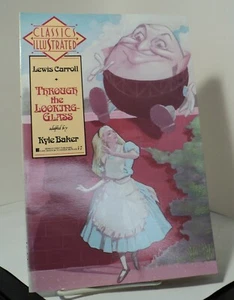 CLASSICS
ILLUSTRATED
Lewis Carroll
THROUGH
THE
LOOKING-
GLASS
adapted by
Kyle Baker